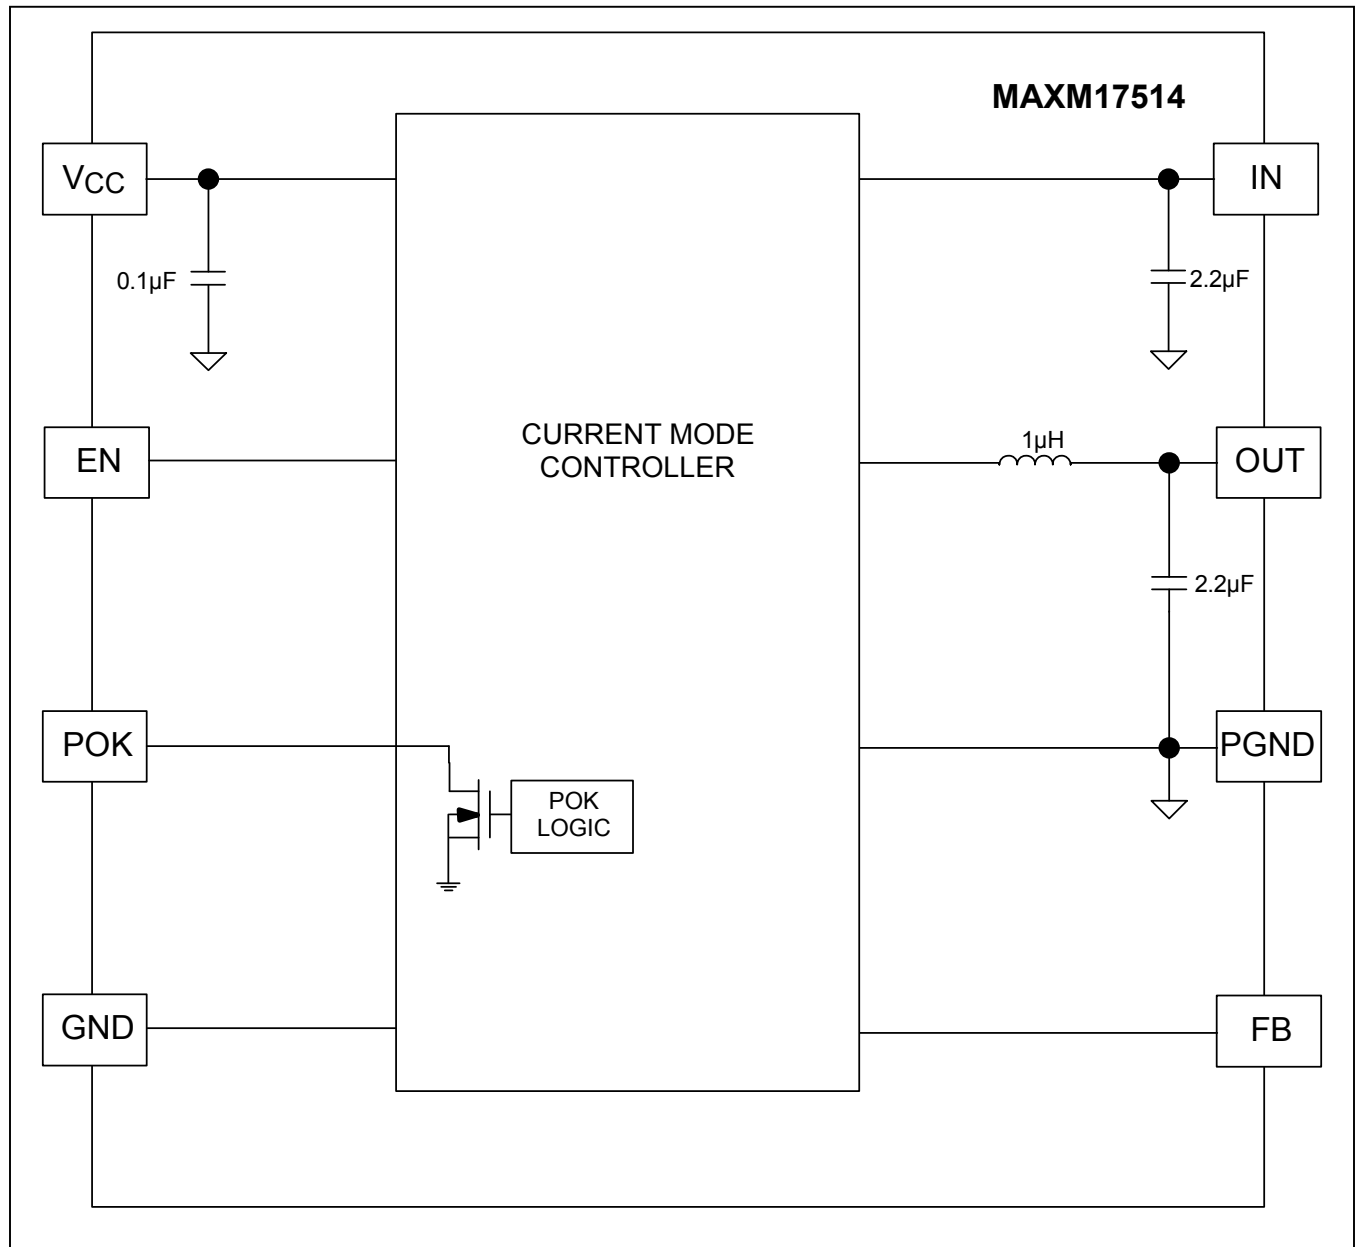 MAXM17514
VCC
IN
0.1µF
2.2µF
EN
CURRENT MODE
CONTROLLER
1µH
OUT
2.2µF
POK
PGND
POK
LOGIC
GND
FB